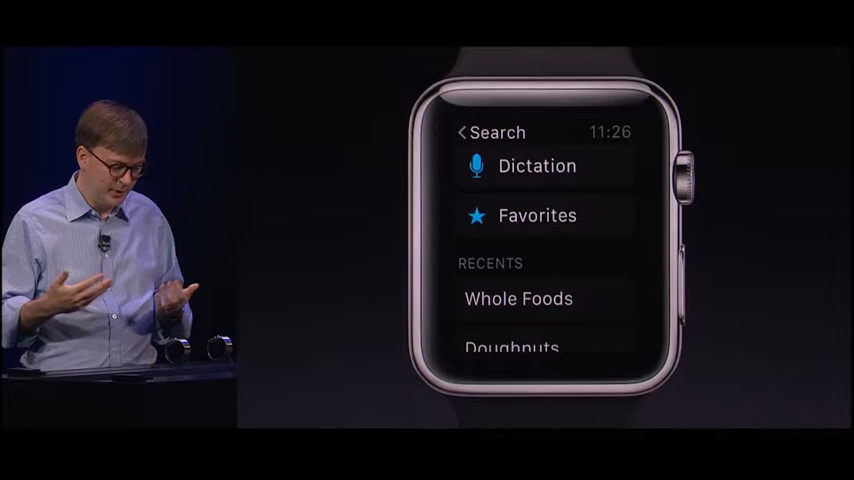 Search 11:26
Dictation
Favorites
RECENTS
Whole Foods
Doughnuts